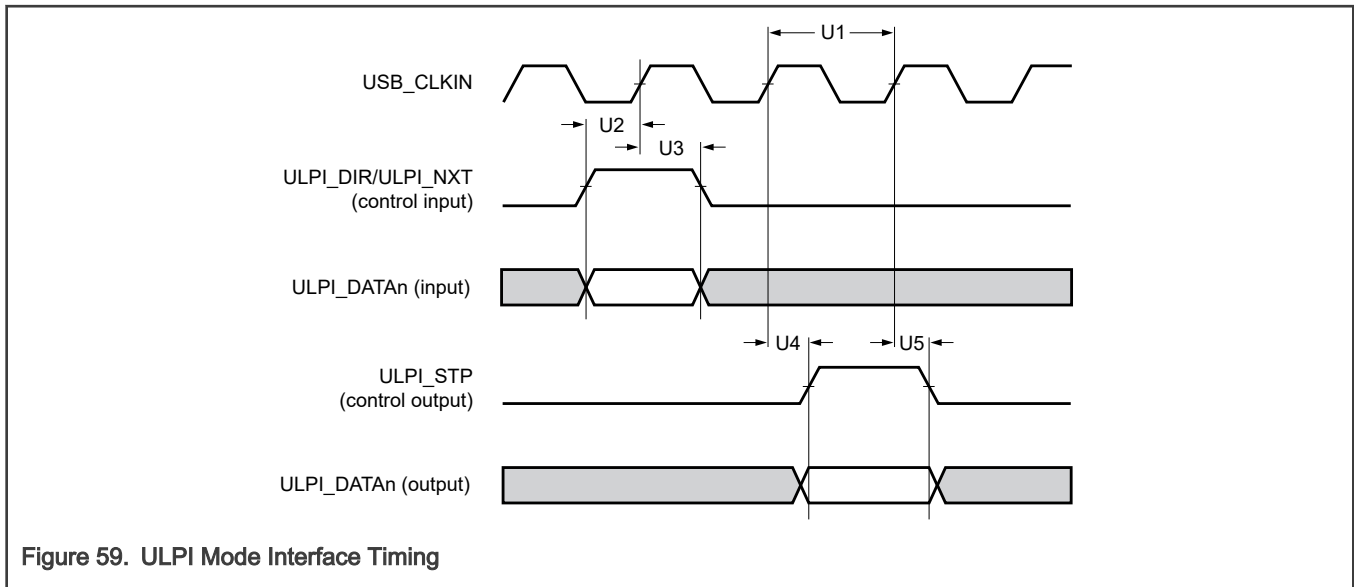 U1
USB_CLKIN
U2
U3
ULPI_DIR/ULPI_NXT
(control input)
ULPI_DATAn (input)
U4
U5
ULPI_STP
(control output)
ULPI_DATAn (output)
Figure 59. ULPI Mode Interface Timing